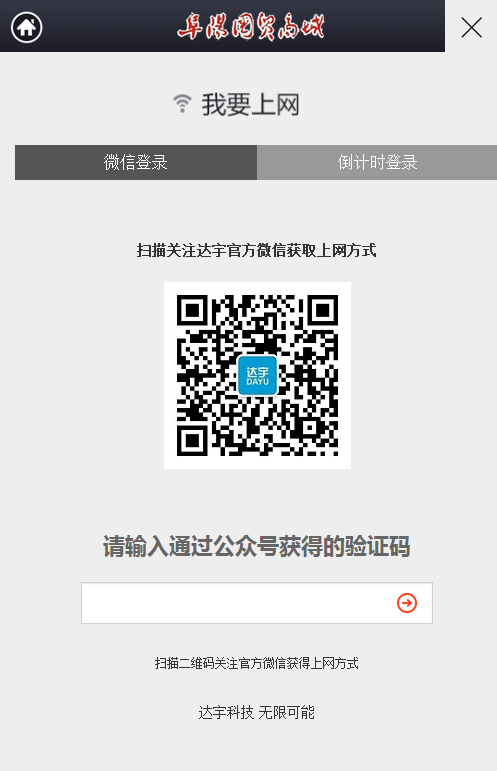 阜洪国贸商城
我要上网
微信登录
倒计时登录
扫描关注达宇官方微信获取上网方式
达宇
DAYU
请输入通过公众号获得的验证码
扫描二维码关注官方微信获得上网方式
达宇科技 无限可能